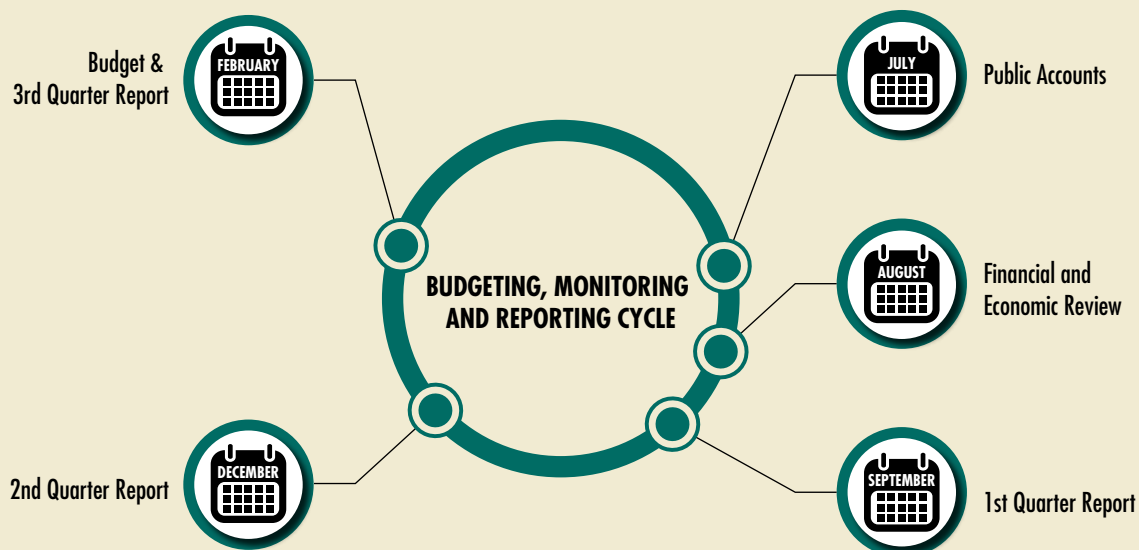 FEBRUARY
Budget &
3rd Quarter Report
JULY
Public Accounts
BUDGETING, MONITORING
AND REPORTING CYCLE
AUGUST
Financial and
Economic Review
DECEMBER
2nd Quarter Report
SEPTEMBER
1st Quarter Report